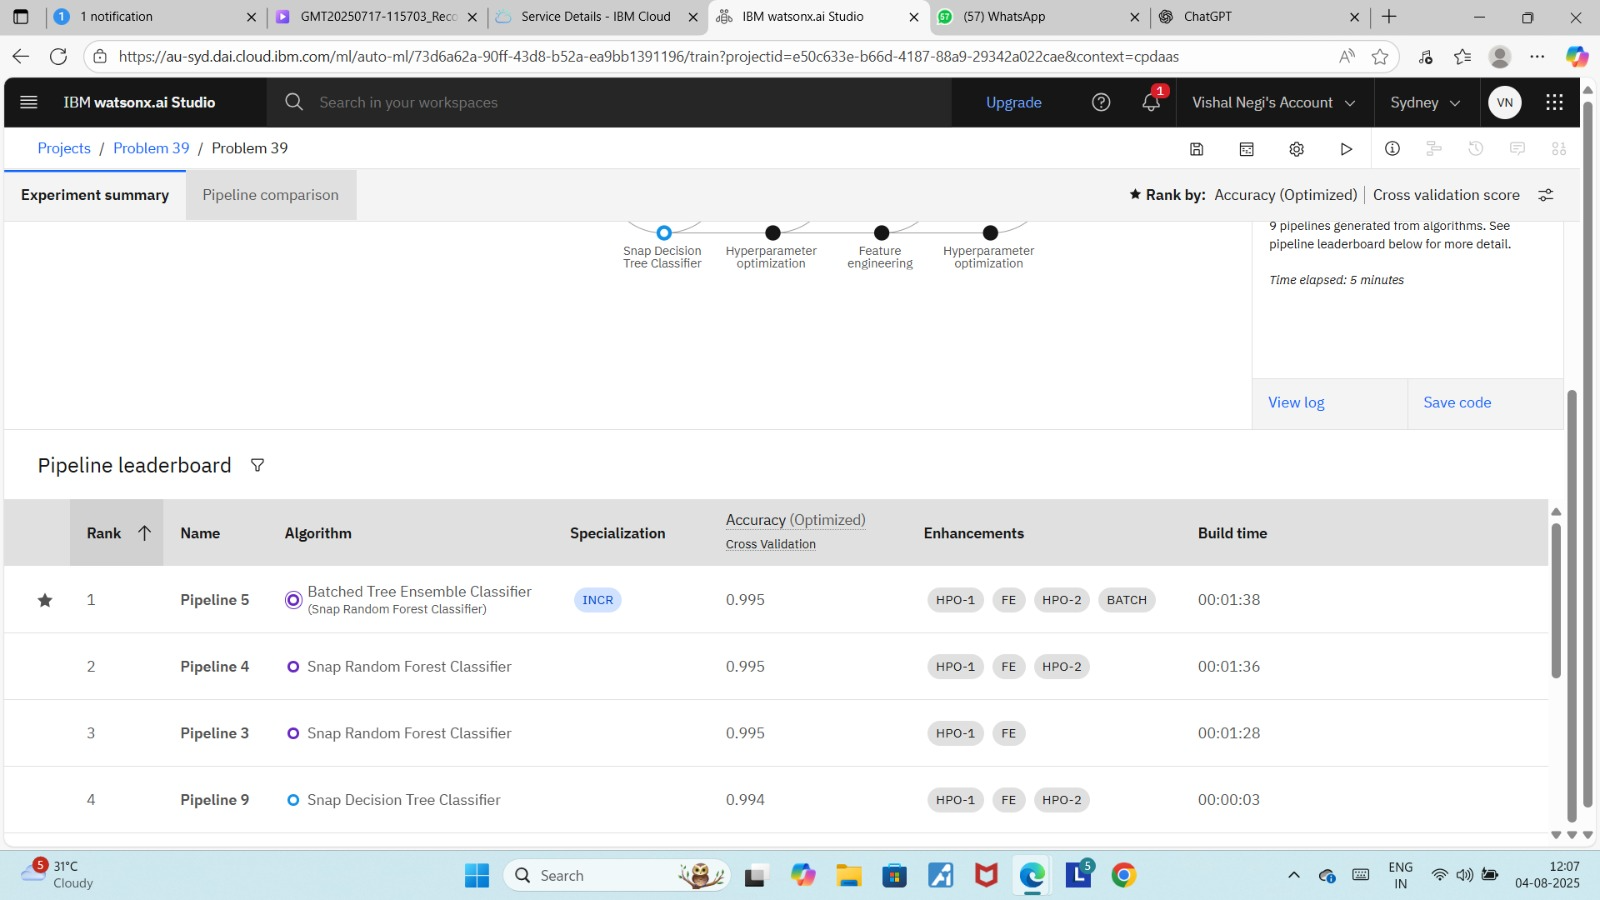 1 notification
GMT20250717-115703_Reco
Service Details - IBM Cloud
IBM watsonx.ai Studio
57
(57) WhatsApp
ChatGPT
https://au-syd.dai.cloud.ibm.com/ml/auto-ml/73d6a62a-90ff-43d8-b52a-ea9bb1391196/train?projectid=e50c633e-b66d-4187-88a9-29342a022cae&context=cpdaas
IBM watsonx.ai Studio
Search in your workspaces
Upgrade
1
Vishal Negi's Account
Sydney
VN
Projects / Problem 39 / Problem 39
Experiment summary
Pipeline comparison
Rank by: Accuracy (Optimized) | Cross validation score
Snap Decision
Tree Classifier
Hyperparameter
optimization
Feature
engineering
Hyperparameter
optimization
9 pipelines generated from algorithms. See
pipeline leaderboard below for more detail.
Time elapsed: 5 minutes
View log
Save code
Pipeline leaderboard
Rank Name Algorithm Specialization Accuracy (Optimized) Enhancements Build time
Cross Validation
1 Pipeline 5 Batched Tree Ensemble Classifier INCR 0.995 HPO-1 FE HPO-2 BATCH 00:01:38
(Snap Random Forest Classifier)
2 Pipeline 4 Snap Random Forest Classifier 0.995 HPO-1 FE HPO-2 00:01:36
3 Pipeline 3 Snap Random Forest Classifier 0.995 HPO-1 FE 00:01:28
4 Pipeline 9 Snap Decision Tree Classifier 0.994 HPO-1 FE HPO-2 00:00:03
5
31°C
Cloudy
Search
L
5
ENG
IN
12:07
04-08-2025